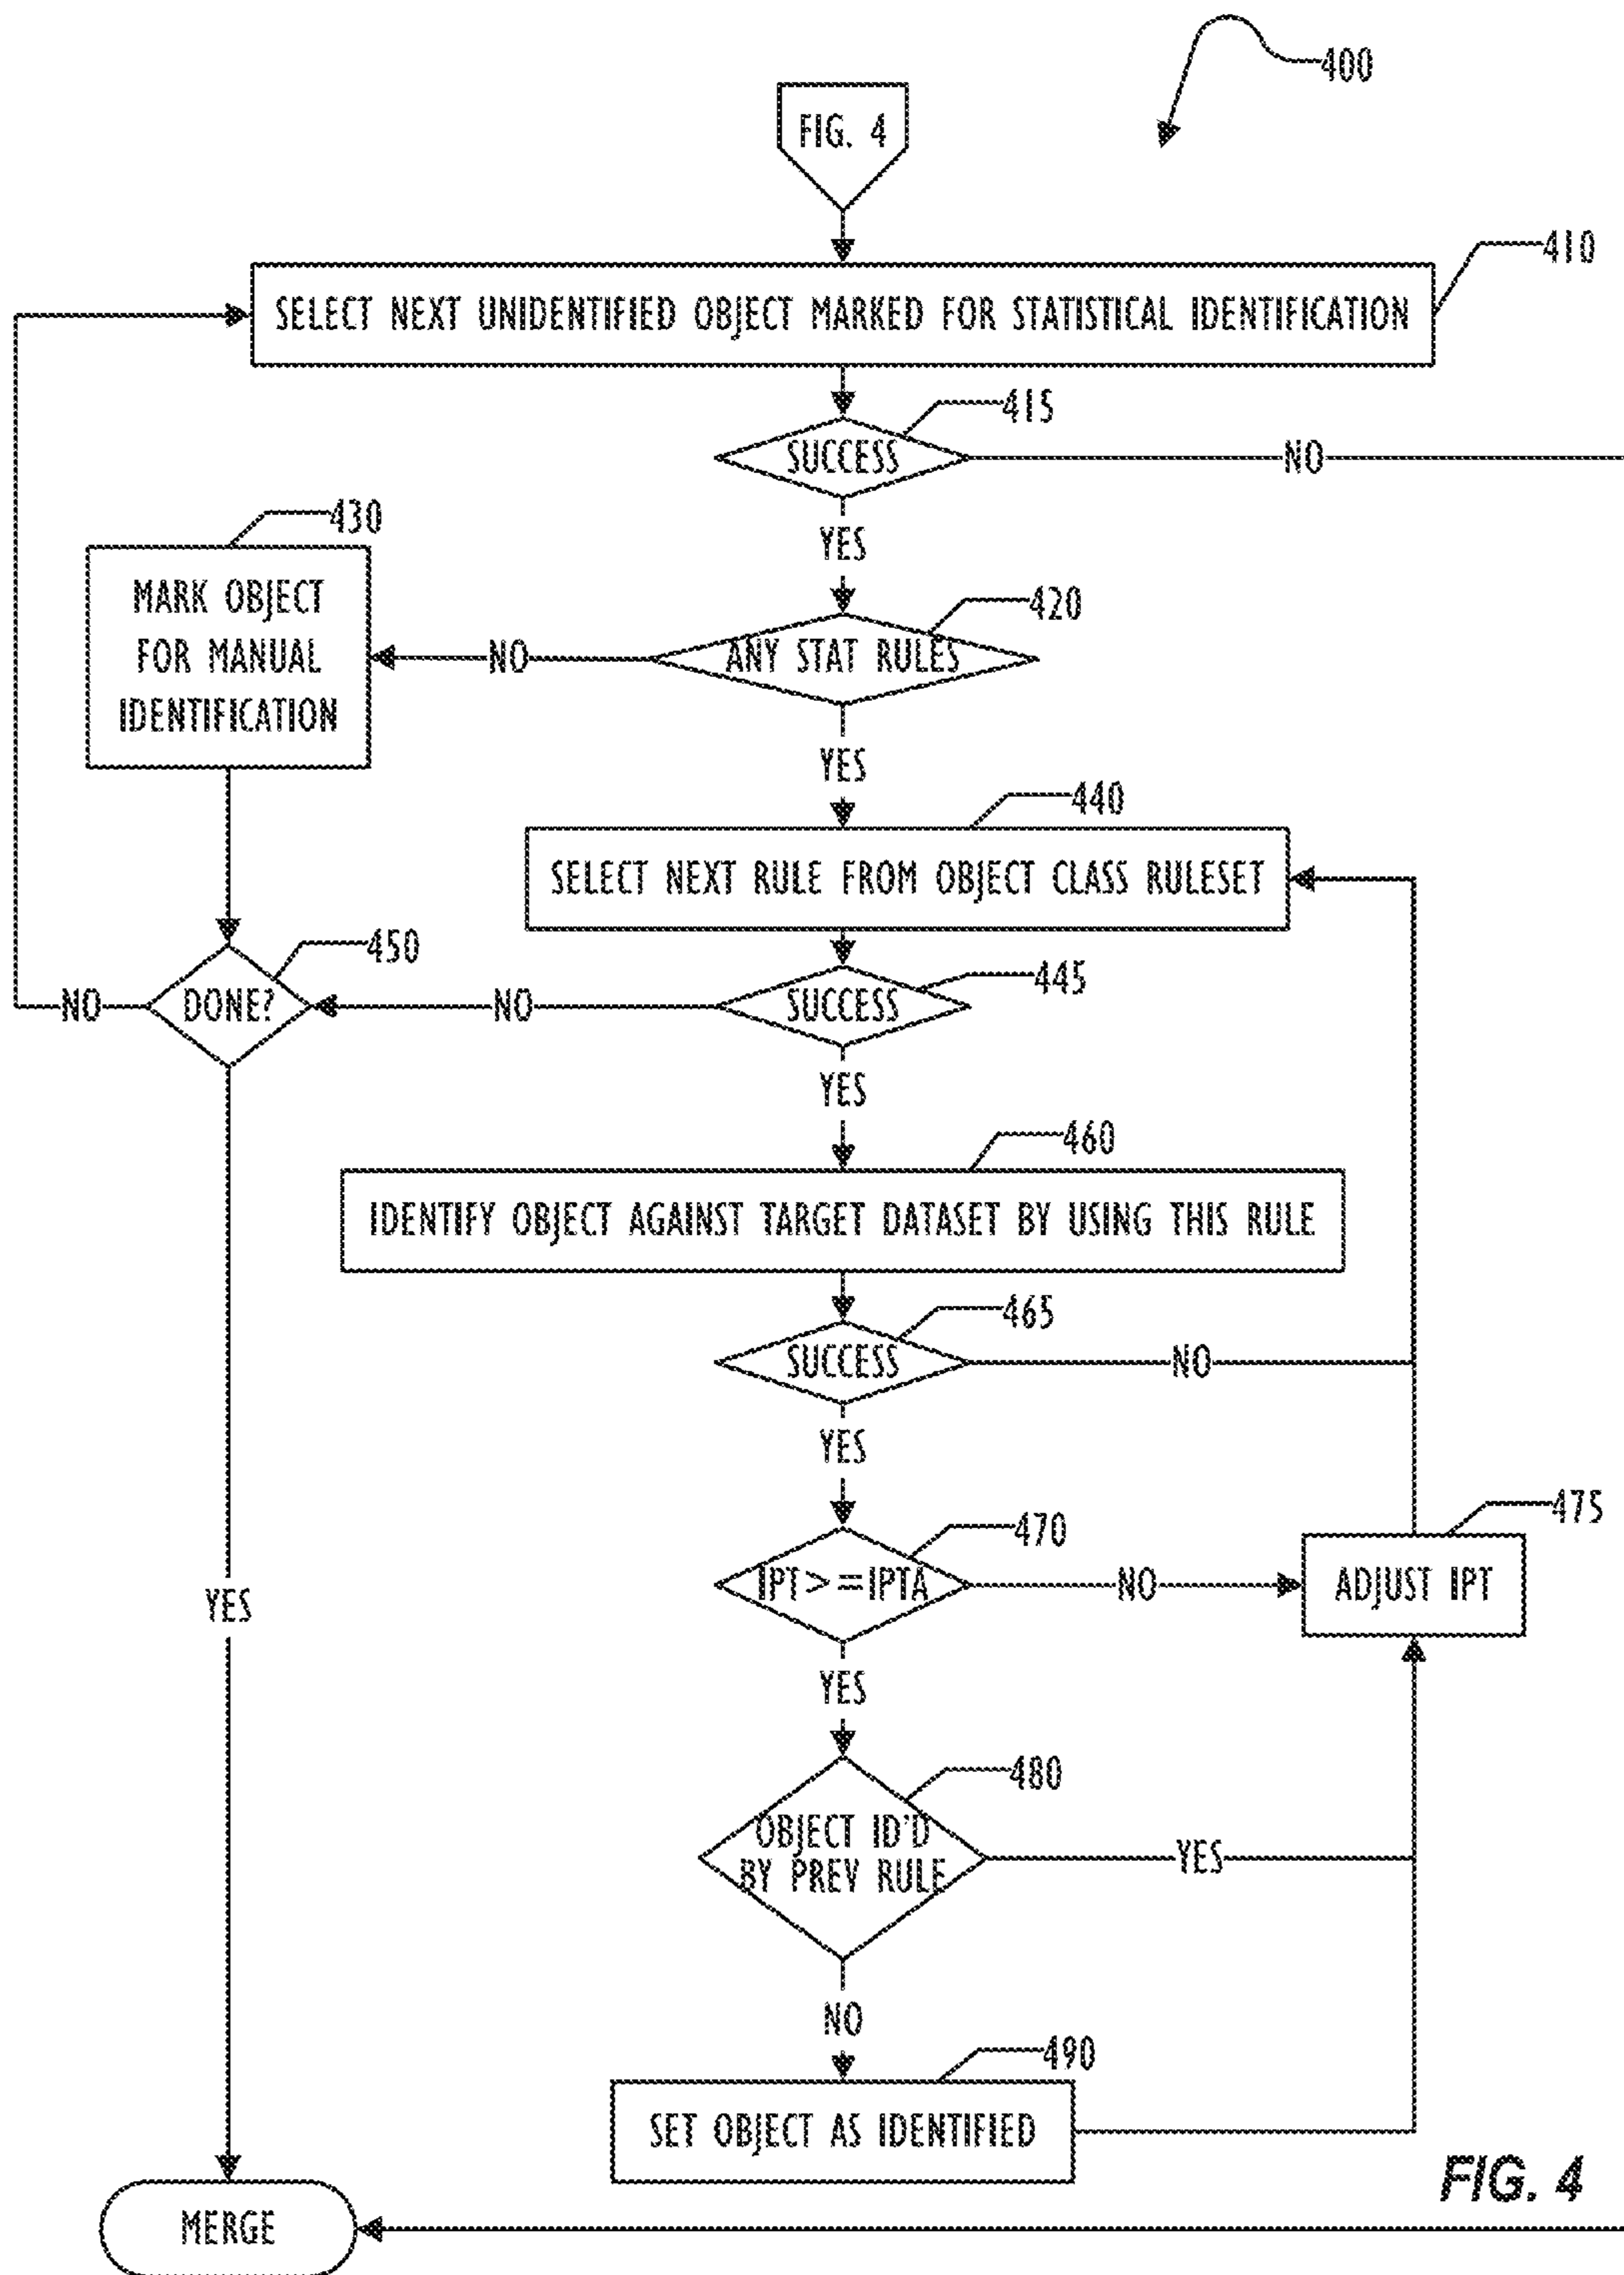 400
FIG. 4
410
SELECT NEXT UNIDENTIFIED OBJECT MARKED FOR STATISTICAL IDENTIFICATION
415
SUCCESS
NO
YES
430
MARK OBJECT
FOR MANUAL
IDENTIFICATION
420
ANY STAT RULES
NO
YES
440
SELECT NEXT RULE FROM OBJECT CLASS RULESET
450
DONE?
NO
445
SUCCESS
NO
YES
460
IDENTIFY OBJECT AGAINST TARGET DATASET BY USING THIS RULE
465
SUCCESS
NO
YES
470
IPT>=IPTA
NO
475
ADJUST IPT
YES
YES
480
OBJECT ID'D
BY PREV RULE
YES
NO
490
SET OBJECT AS IDENTIFIED
FIG. 4
MERGE